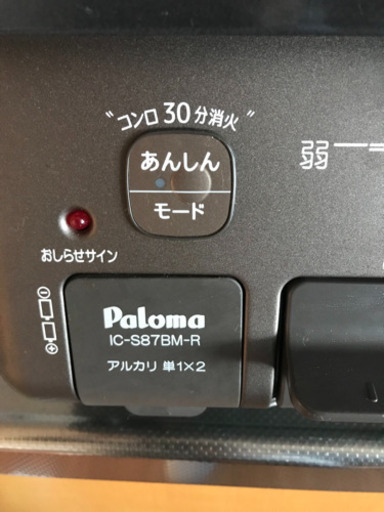 "コンロ30分消火"
あんしん
モード
弱
おしらせサイン
Paloma
IC-S87BM-R
アルカリ 単1×2